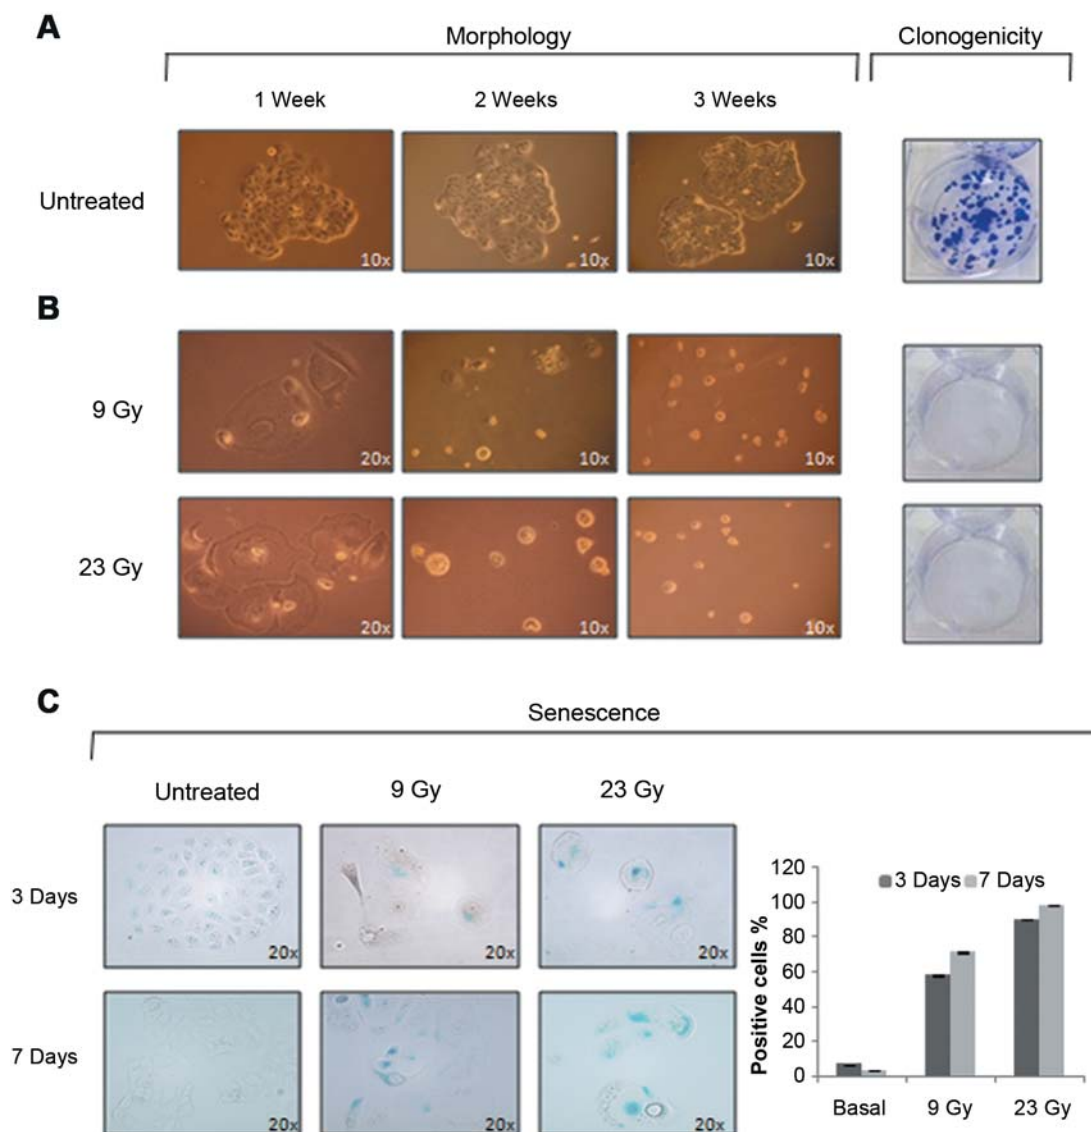 A
Morphology Clonogenicity
1 Week 2 Weeks 3 Weeks
Untreated
10x 10x 10x
B
9 Gy
20x 10x 10x
23 Gy
20x 10x 10x
C
Senescence
Untreated 9 Gy 23 Gy
3 Days
20x 20x 20x
7 Days
20x 20x 20x
Positive cells %
120
100
80
60
40
20
0
3 Days 7 Days
Basal 9 Gy 23 Gy